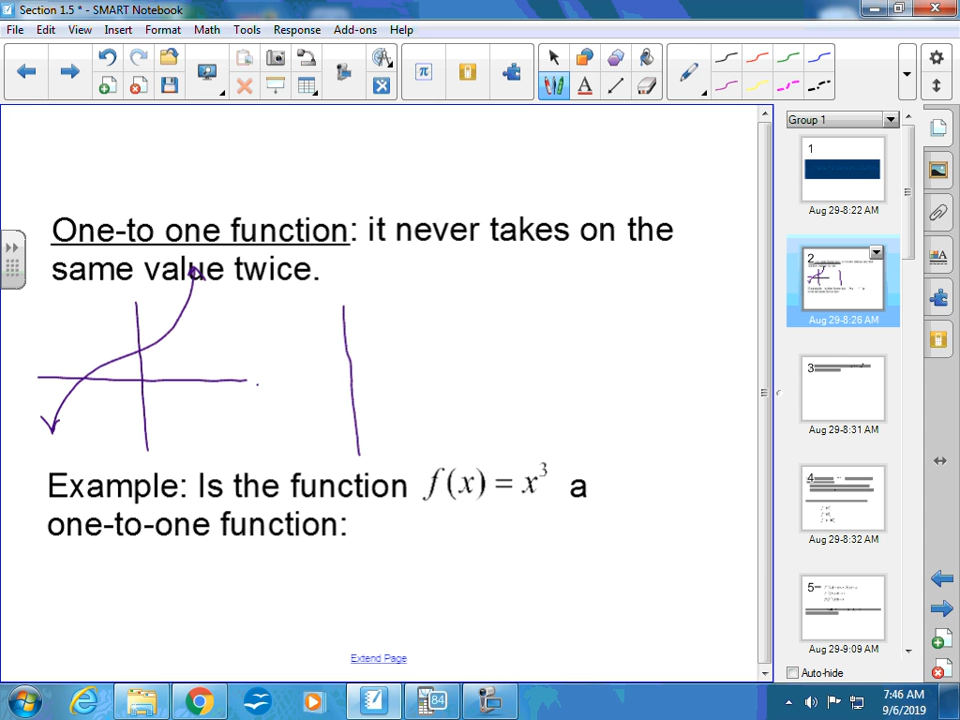 Section 1.5 * - SMART Notebook
File Edit View Insert Format Math Tools Response Add-ons Help
Group 1
1
Aug 29-8:22 AM
One-to one function: it never takes on the
same value twice.
2
Aug 29-8:26 AM
3
Aug 29-8:31 AM
Example: Is the function f(x) = x³ a
one-to-one function:
4
Aug 29-8:32 AM
5
Aug 29-9:09 AM
Extend Page
Auto-hide
84
7:46 AM
9/6/2019